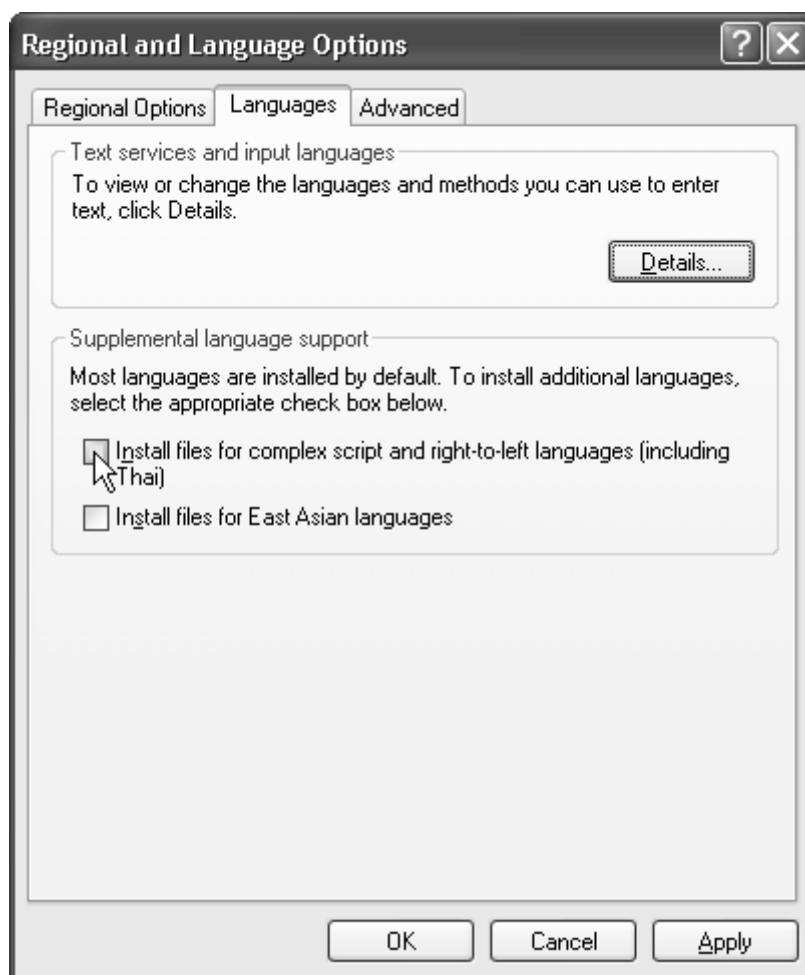 Regional and Language Options
Regional Options
Languages
Advanced
Text services and input languages
To view or change the languages and methods you can use to enter
text, click Details.
Details...
Supplemental language support
Most languages are installed by default. To install additional languages,
select the appropriate check box below.
Install files for complex script and right-to-left languages (including
Thai)
Install files for East Asian languages
OK
Cancel
Apply